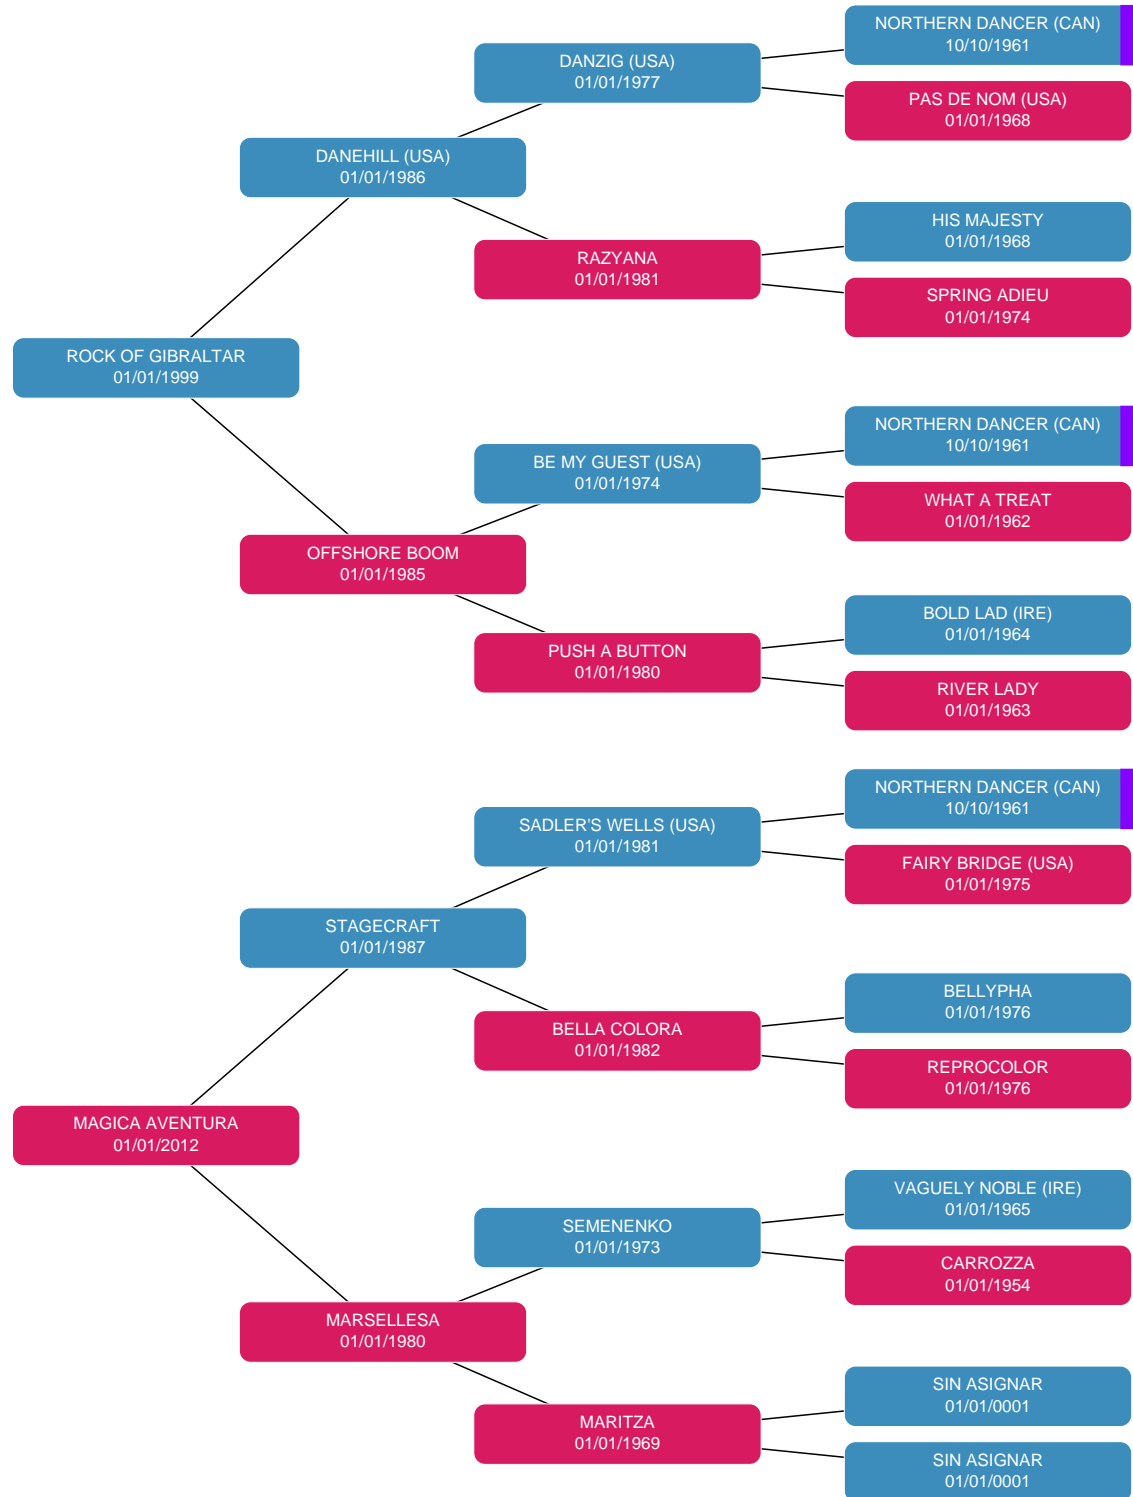 NORTHERN DANCER (CAN)
10/10/1961
DANZIG (USA)
01/01/1977
PAS DE NOM (USA)
01/01/1968
DANEHILL (USA)
01/01/1986
HIS MAJESTY
01/01/1968
RAZYANA
01/01/1981
SPRING ADIEU
01/01/1974
ROCK OF GIBRALTAR
01/01/1999
NORTHERN DANCER (CAN)
10/10/1961
BE MY GUEST (USA)
01/01/1974
WHAT A TREAT
01/01/1962
OFFSHORE BOOM
01/01/1985
BOLD LAD (IRE)
01/01/1964
PUSH A BUTTON
01/01/1980
RIVER LADY
01/01/1963
NORTHERN DANCER (CAN)
10/10/1961
SADLER'S WELLS (USA)
01/01/1981
FAIRY BRIDGE (USA)
01/01/1975
STAGECRAFT
01/01/1987
BELLYPHA
01/01/1976
BELLA COLORA
01/01/1982
REPROCOLOR
01/01/1976
MAGICA AVENTURA
01/01/2012
VAGUELY NOBLE (IRE)
01/01/1965
SEMENENKO
01/01/1973
CARROZZA
01/01/1954
MARSELLESA
01/01/1980
SIN ASIGNAR
01/01/0001
MARITZA
01/01/1969
SIN ASIGNAR
01/01/0001